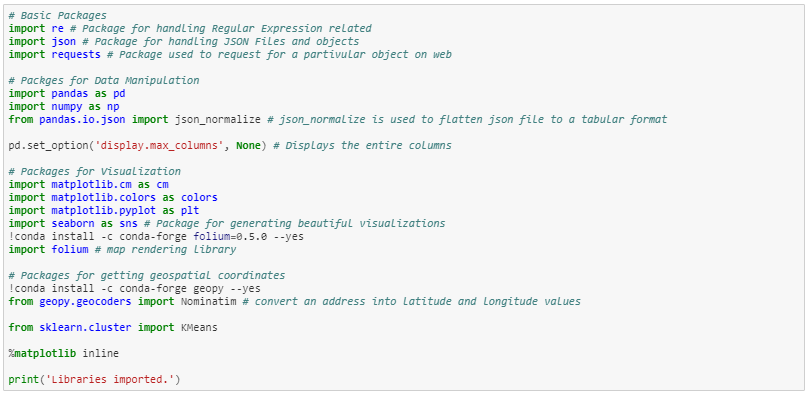 # Basic Packages
import re # Package for handling Regular Expression related
import json # Package for handling JSON Files and objects
import requests # Package used to request for a partivular object on web
# Packges for Data Manipulation
import pandas as pd
import numpy as np
from pandas.io.json import json_normalize # json_normalize is used to flatten json file to a tabular format
pd.set_option('display.max_columns', None) # Displays the entire columns
# Packages for Visualization
import matplotlib.cm as cm
import matplotlib.colors as colors
import matplotlib.pyplot as plt
import seaborn as sns # Package for generating beautiful visualizations
!conda install -c conda-forge folium=0.5.0 --yes
import folium # map rendering library
# Packages for getting geospatial coordinates
!conda install -c conda-forge geopy --yes
from geopy.geocoders import Nominatim # convert an address into latitude and longitude values
from sklearn.cluster import KMeans
%matplotlib inline
print('Libraries imported.')